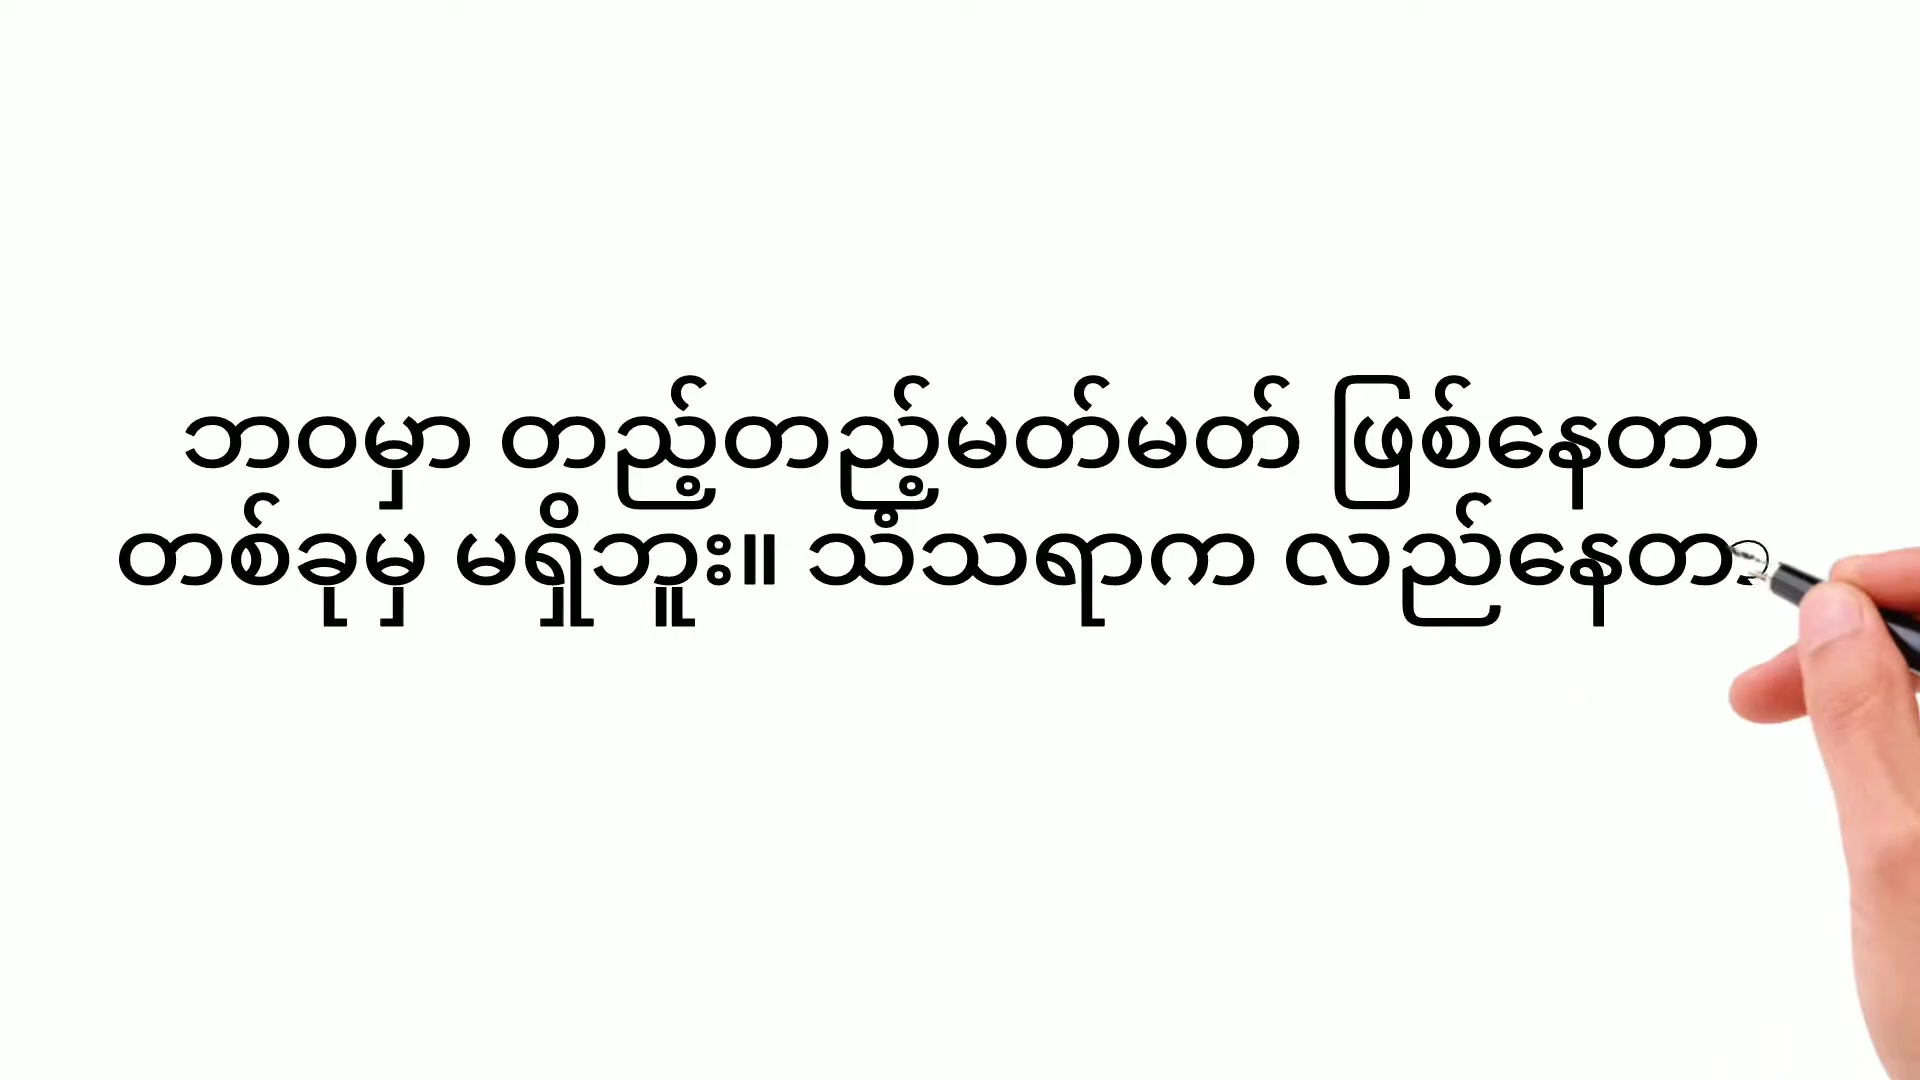 ဘဝမှာ တည့်တည့်မတ်မတ် ဖြစ်နေတာ
တစ်ခုမှ မရှိဘူး။ သံသရာက လည်နေတာ